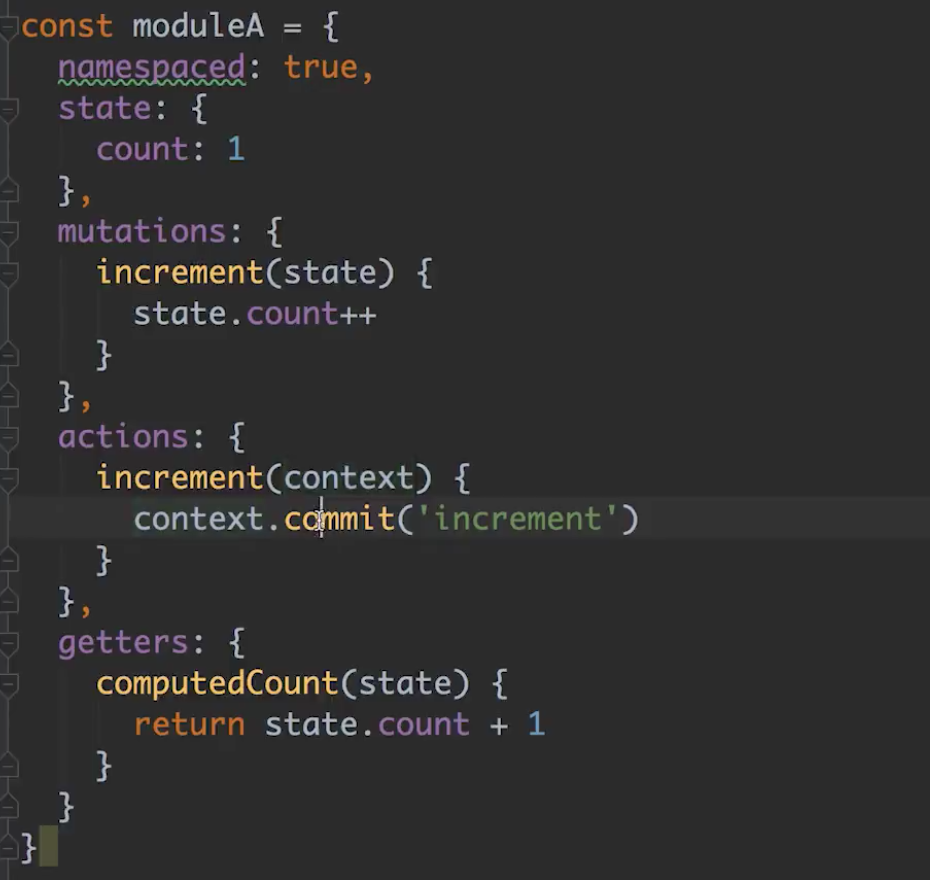 const moduleA = {
  namespaced: true,
  state: {
    count: 1
  },
  mutations: {
    increment(state) {
      state.count++
    }
  },
  actions: {
    increment(context) {
      context.commit('increment')
    }
  },
  getters: {
    computedCount(state) {
      return state.count + 1
    }
  }
}